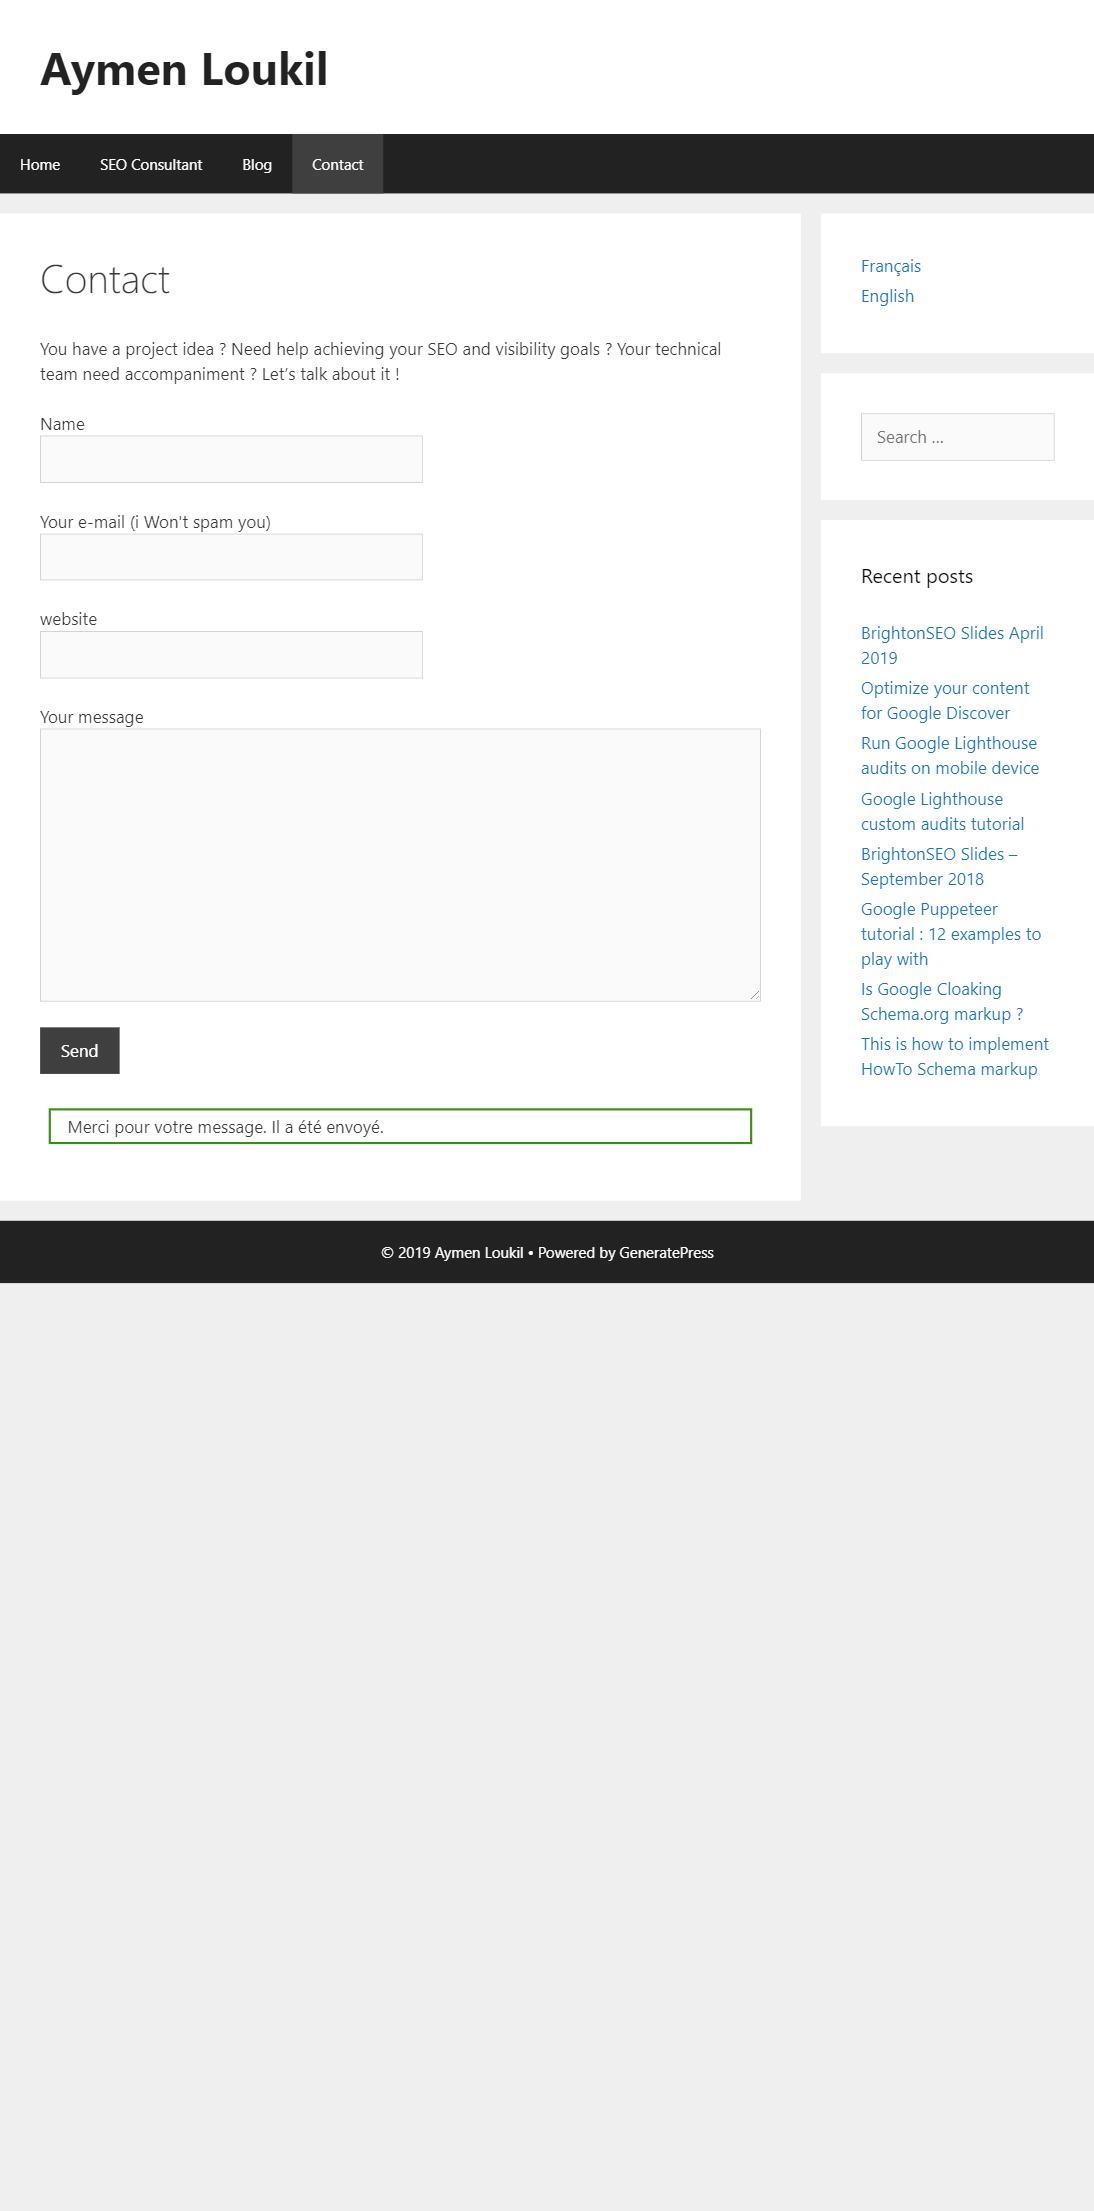 Aymen Loukil
Home
SEO Consultant
Blog
Contact
Contact
You have a project idea ? Need help achieving your SEO and visibility goals ? Your technical
team need accompaniment ? Let’s talk about it !
Name
Your e-mail (i Won't spam you)
website
Your message
Send
Merci pour votre message. Il a été envoyé.
Français
English
Search ...
Recent posts
BrightonSEO Slides April
2019
Optimize your content
for Google Discover
Run Google Lighthouse
audits on mobile device
Google Lighthouse
custom audits tutorial
BrightonSEO Slides –
September 2018
Google Puppeteer
tutorial : 12 examples to
play with
Is Google Cloaking
Schema.org markup ?
This is how to implement
HowTo Schema markup
© 2019 Aymen Loukil • Powered by GeneratePress